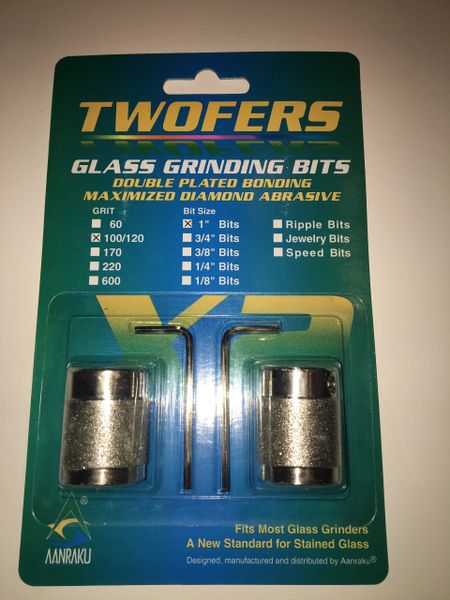 TWOFERS
GLASS GRINDING BITS
DOUBLE PLATED BONDING
MAXIMIZED DIAMOND ABRASIVE
GRIT
60
100/120
170
220
600
Bit Size
1" Bits
3/4" Bits
3/8" Bits
1/4" Bits
1/8" Bits
Ripple Bits
Jewelry Bits
Speed Bits
X2
®
AANRAKU
Fits Most Glass Grinders
A New Standard for Stained Glass
Designed, manufactured and distributed by Aanraku®